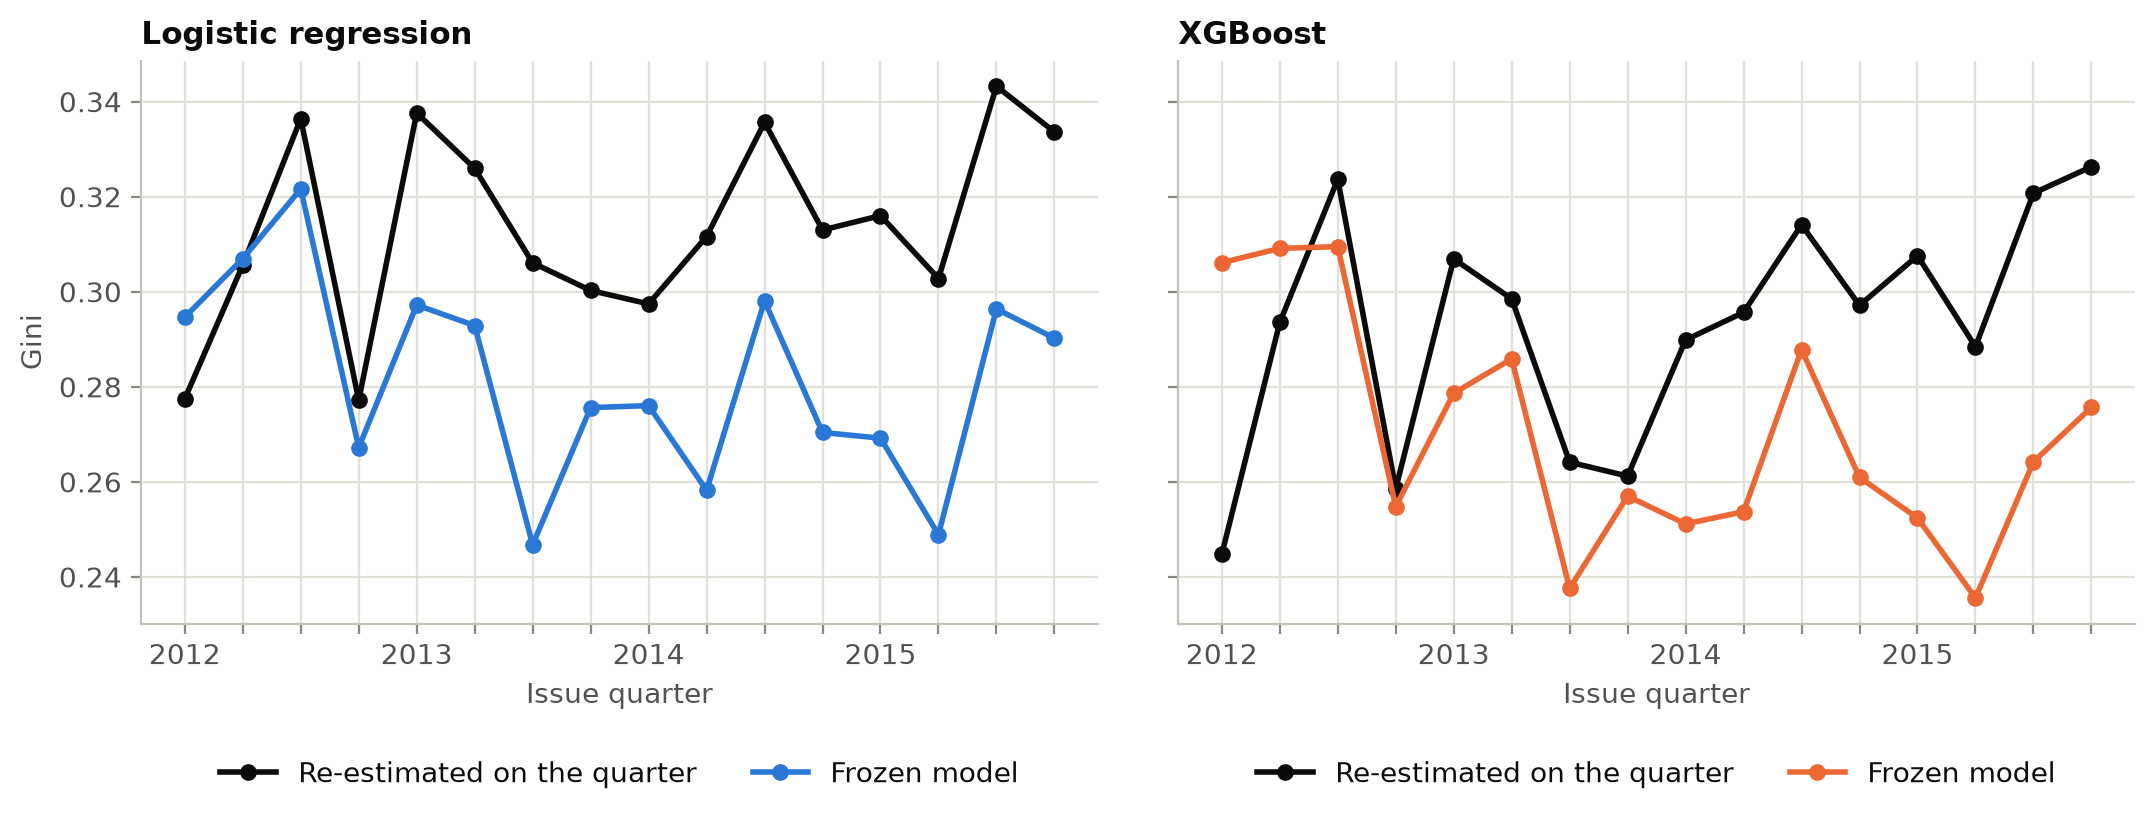 Logistic regression
XGBoost
Gini
0.34
0.32
0.30
0.28
0.26
0.24
2012 2013 2014 2015
Issue quarter
2012 2013 2014 2015
Issue quarter
Re-estimated on the quarter Frozen model
Re-estimated on the quarter Frozen model